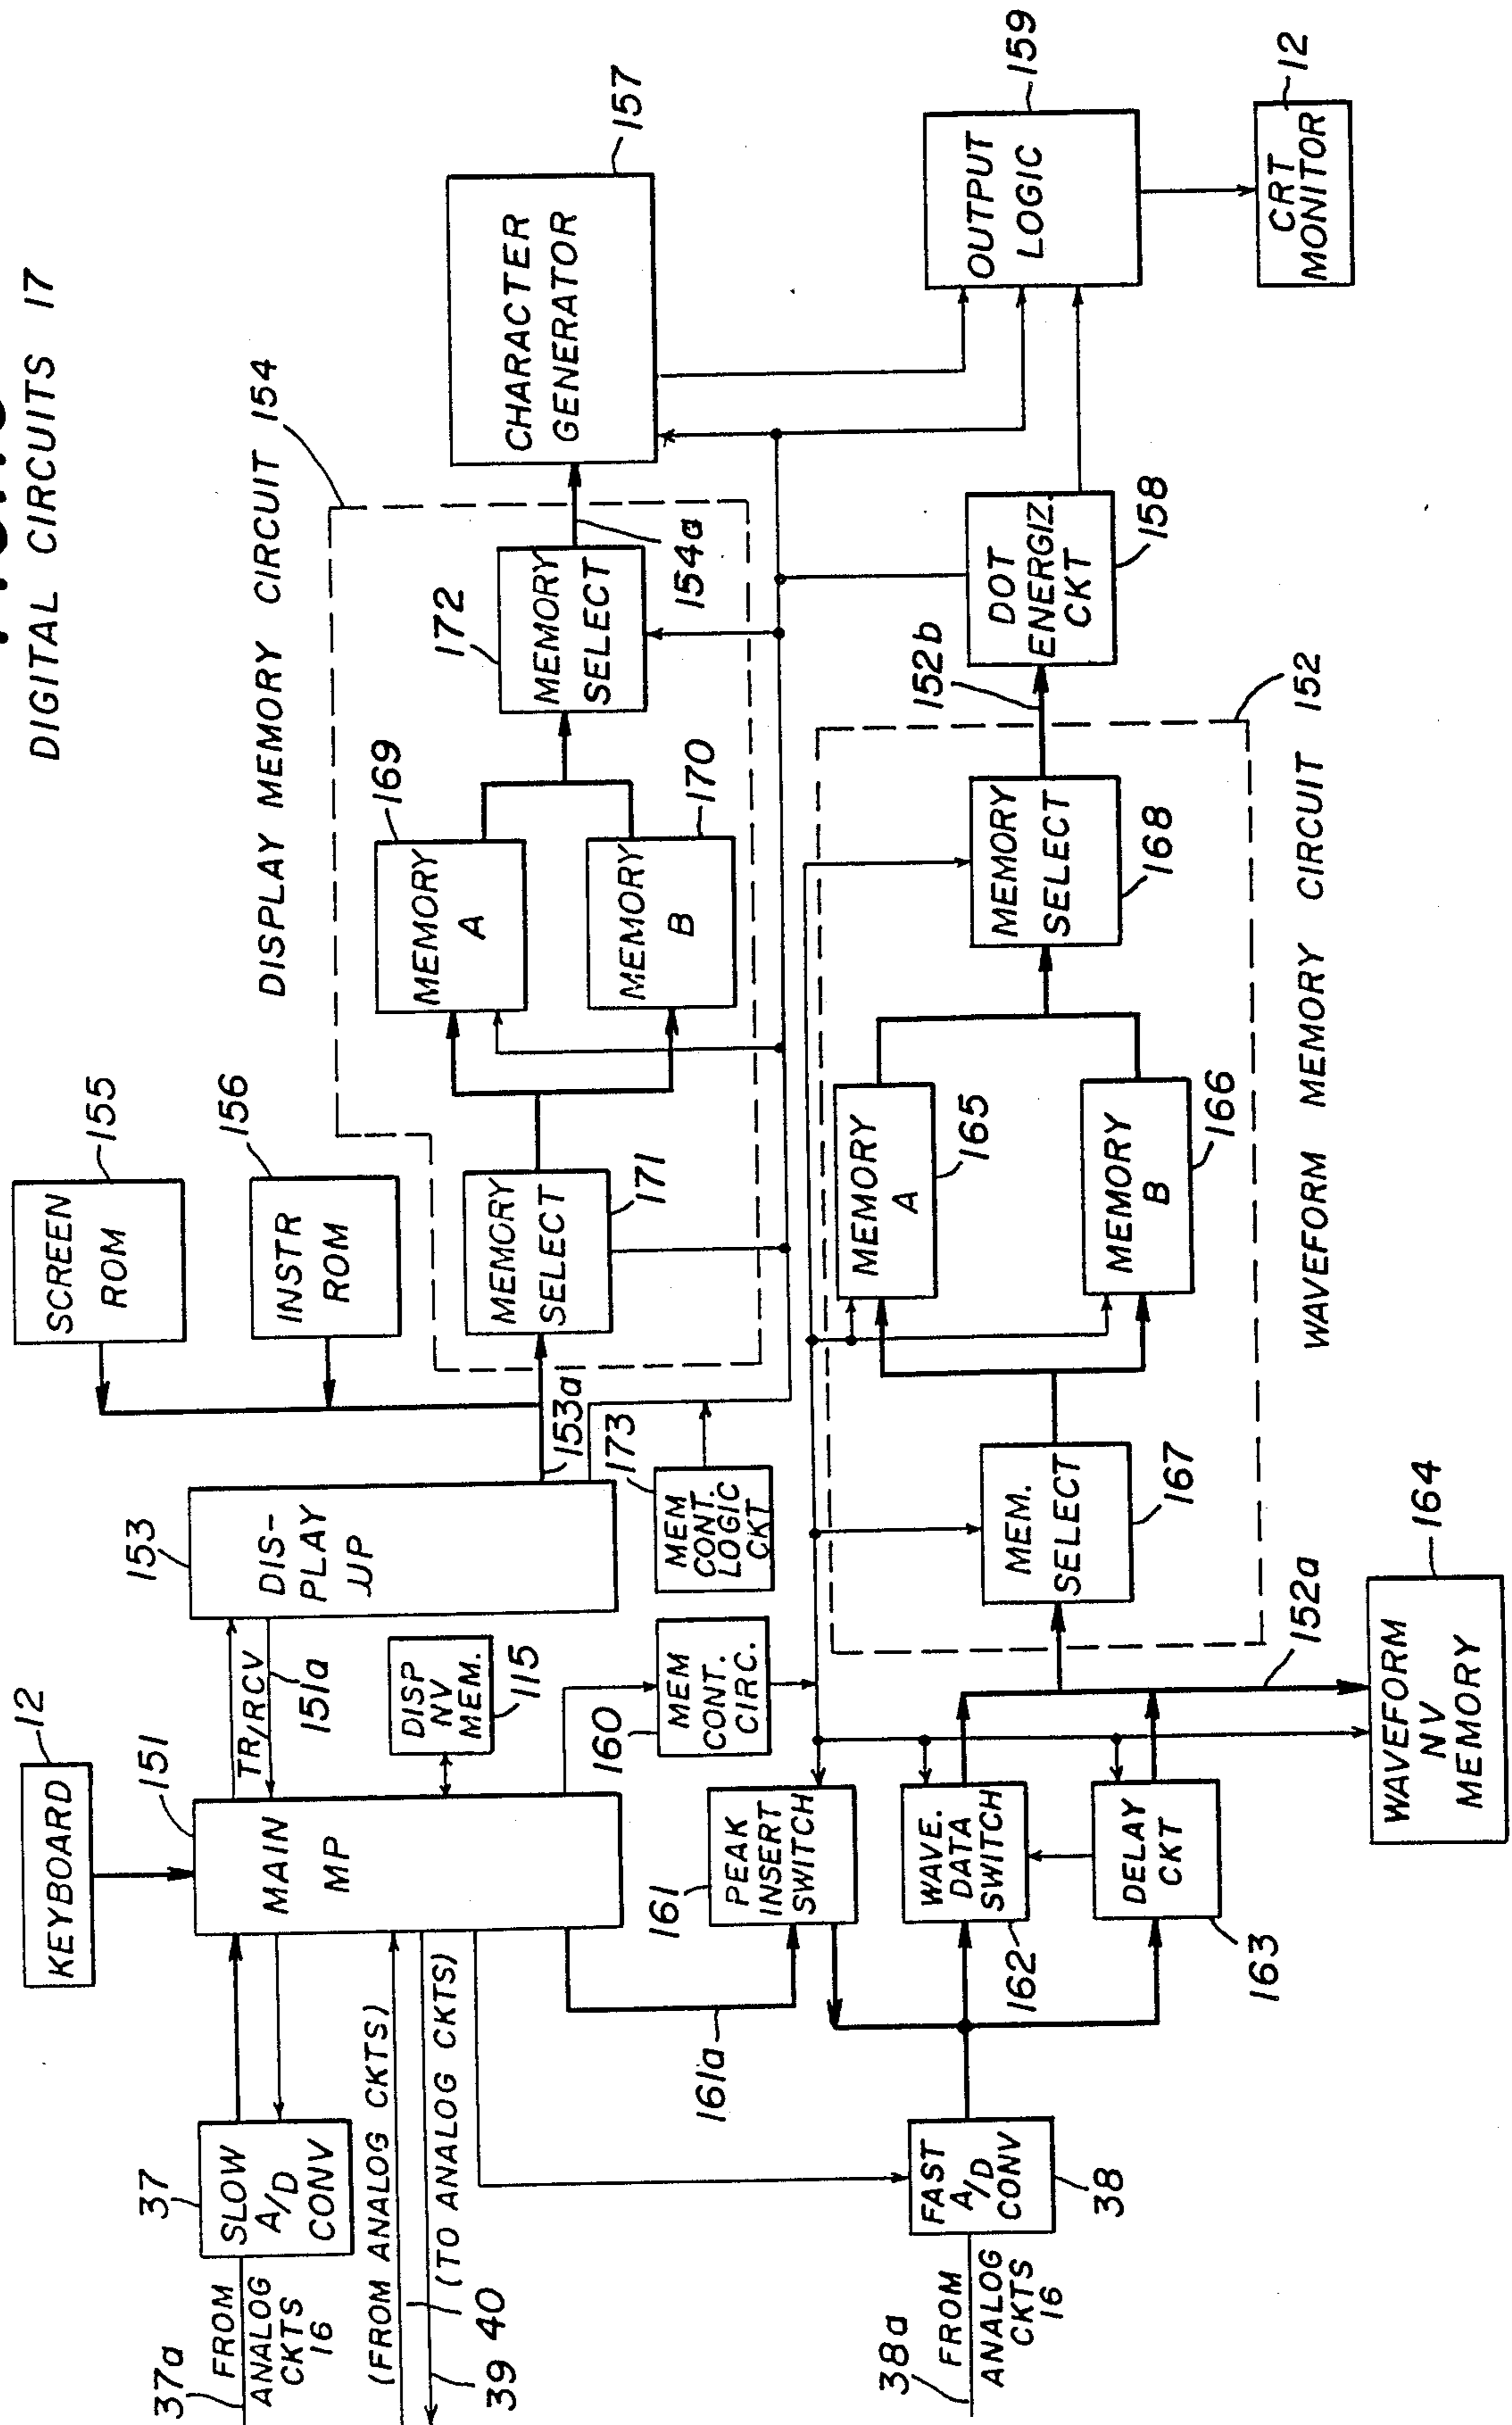 DIGITAL CIRCUITS 17
DISPLAY MEMORY CIRCUIT 154
SCREEN
ROM
155
INSTR
ROM
156
KEYBOARD
12
151
MAIN
MP
TR/RCV
151a
153
DIS-
PLAY
µP
153a
DISP
NV
MEM.
115
37
SLOW
A/D
CONV
37a
FROM
ANALOG
CKTS
16
(FROM ANALOG CKTS)
(TO ANALOG CKTS)
39
40
MEMORY
SELECT
171
MEMORY
A
169
MEMORY
B
170
172
MEMORY
SELECT
154a
CHARACTER
GENERATOR
157
173
MEM
CONT.
LOGIC
CKT
160
MEM
CONT.
CIRC.
161
PEAK
INSERT
SWITCH
161a
WAVE.
DATA
SWITCH
162
DELAY
CKT
163
FAST
A/D
CONV
38
38a
FROM
ANALOG
CKTS
16
MEM.
SELECT
167
MEMORY
A
165
MEMORY
B
166
MEMORY
SELECT
168
152b
DOT
ENERGIZ.
CKT
158
OUTPUT
LOGIC
159
CRT
MONITOR
12
152
WAVEFORM MEMORY CIRCUIT 152
152a
WAVEFORM
NV
MEMORY
164